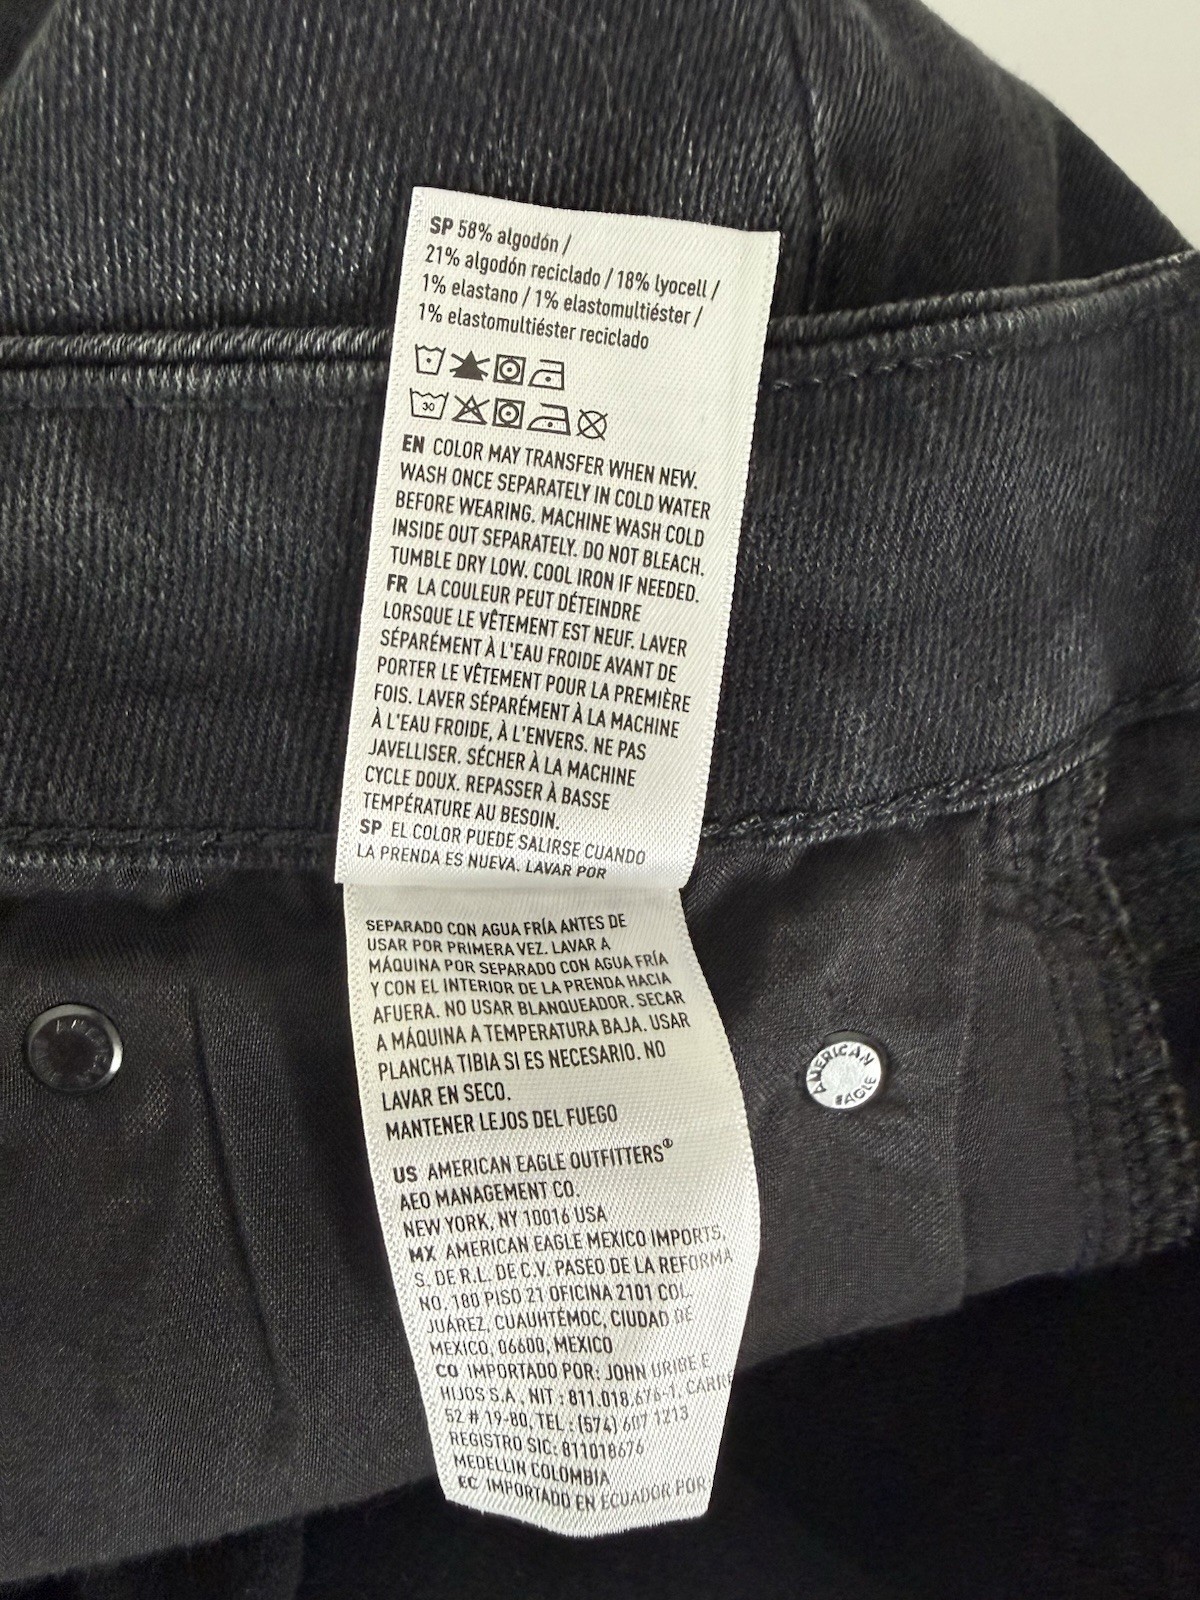 SP 58% algodón /
21% algodón reciclado / 18% lyocell /
1% elastano / 1% elastomultiéster /
1% elastomultiéster reciclado
30
EN COLOR MAY TRANSFER WHEN NEW.
WASH ONCE SEPARATELY IN COLD WATER
BEFORE WEARING. MACHINE WASH COLD
INSIDE OUT SEPARATELY. DO NOT BLEACH.
TUMBLE DRY LOW. COOL IRON IF NEEDED.
FR LA COULEUR PEUT DÉTEINDRE
LORSQUE LE VÊTEMENT EST NEUF. LAVER
SÉPARÉMENT À L'EAU FROIDE AVANT DE
PORTER LE VÊTEMENT POUR LA PREMIÈRE
FOIS. LAVER SÉPARÉMENT À LA MACHINE
À L'EAU FROIDE, À L'ENVERS. NE PAS
JAVELLISER. SÉCHER À LA MACHINE
CYCLE DOUX. REPASSER À BASSE
TEMPÉRATURE AU BESOIN.
SP EL COLOR PUEDE SALIRSE CUANDO
LA PRENDA ES NUEVA. LAVAR POR
SEPARADO CON AGUA FRÍA ANTES DE
USAR POR PRIMERA VEZ. LAVAR A
MÁQUINA POR SEPARADO CON AGUA FRÍA
Y CON EL INTERIOR DE LA PRENDA HACIA
AFUERA. NO USAR BLANQUEADOR. SECAR
A MÁQUINA A TEMPERATURA BAJA. USAR
PLANCHA TIBIA SI ES NECESARIO. NO
LAVAR EN SECO.
MANTENER LEJOS DEL FUEGO
US AMERICAN EAGLE OUTFITTERS®
AEO MANAGEMENT CO.
NEW YORK, NY 10016 USA
MX AMERICAN EAGLE MEXICO IMPORTS,
S. DE R.L. DE C.V. PASEO DE LA REFORMA
NO. 180 PISO 21 OFICINA 2101 COL.
JUÁREZ, CUAUHTÉMOC, CIUDAD DE
MEXICO, 06600, MEXICO
CO IMPORTADO POR: JOHN URIBE E
HIJOS S.A. NIT : 811.018.676-1, CARR
52 # 19-80, TEL : (574) 607 1213
REGISTRO SIC: 811018676
MEDELLIN COLOMBIA
EC IMPORTADO EN ECUADOR POR
AMERICAN
EAGLE